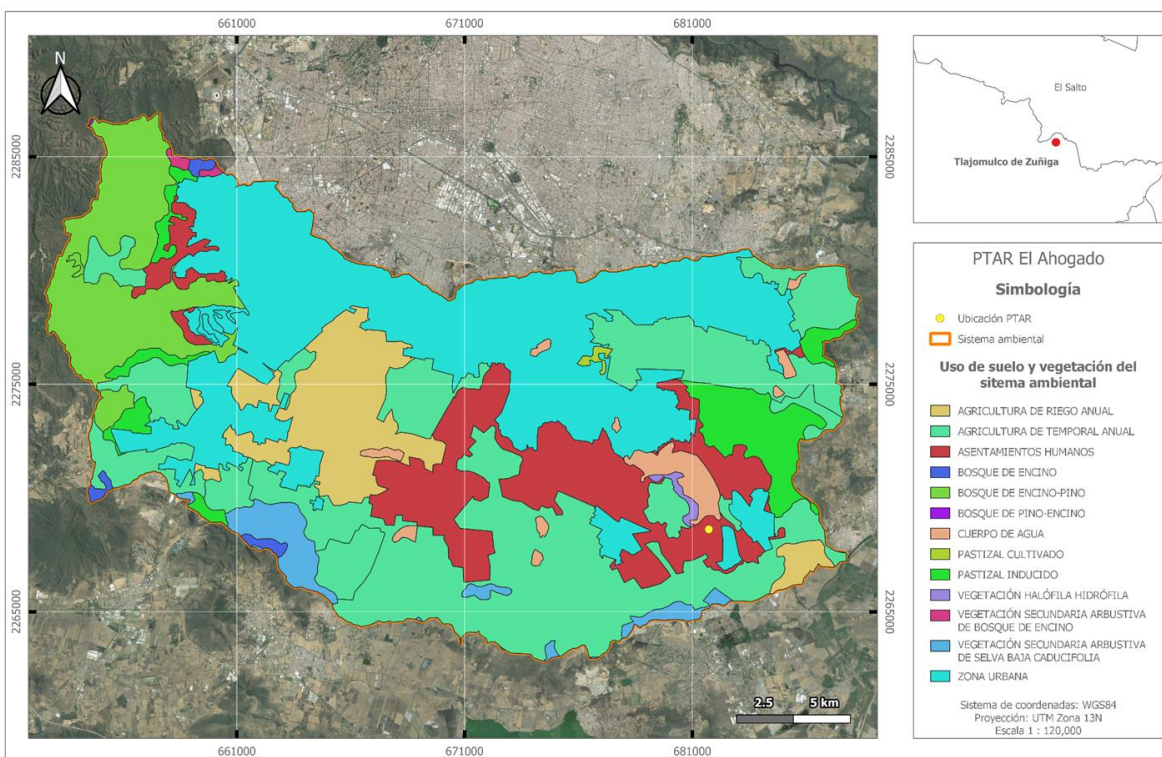 661000
671000
681000
N
2285000
2285000
2275000
2275000
2265000
2265000
2.5
5 km
661000
671000
681000
El Salto
Tlajomulco de Zuñiga
PTAR El Ahogado
Simbología
Ubicación PTAR
Sistema ambiental
Uso de suelo y vegetación del
sitema ambiental
AGRICULTURA DE RIEGO ANUAL
AGRICULTURA DE TEMPORAL ANUAL
ASENTAMIENTOS HUMANOS
BOSQUE DE ENCINO
BOSQUE DE ENCINO-PINO
BOSQUE DE PINO-ENCINO
CUERPO DE AGUA
PASTIZAL CULTIVADO
PASTIZAL INDUCIDO
VEGETACIÓN HALÓFILA HIDRÓFILA
VEGETACIÓN SECUNDARIA ARBUSTIVA
DE BOSQUE DE ENCINO
VEGETACIÓN SECUNDARIA ARBUSTIVA
DE SELVA BAJA CADUCIFOLIA
ZONA URBANA
Sistema de coordenadas: WGS84
Proyección: UTM Zona 13N
Escala 1 : 120,000